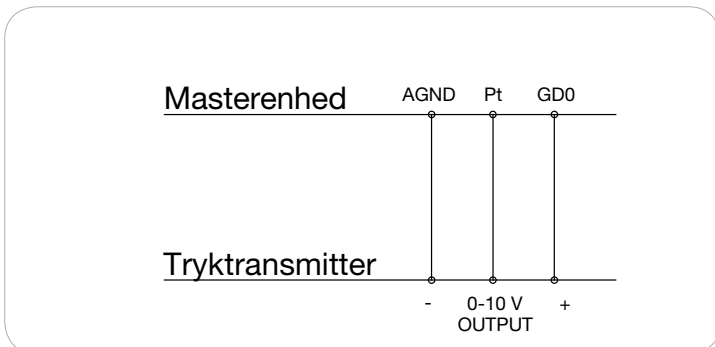 Masterenhed AGND Pt GD0
Tryktransmitter
- 0-10 V +
OUTPUT